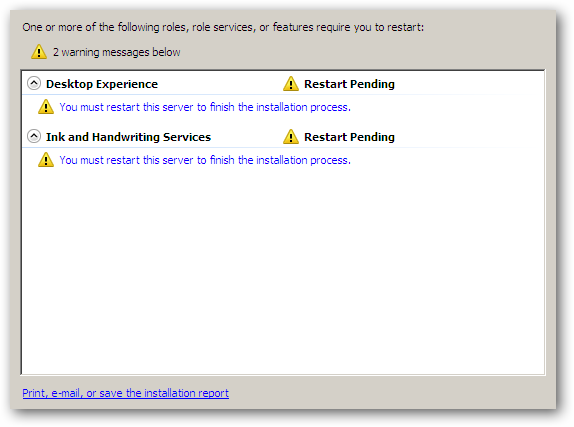 One or more of the following roles, role services, or features require you to restart:
2 warning messages below
Desktop Experience Restart Pending
You must restart this server to finish the installation process.
Ink and Handwriting Services Restart Pending
You must restart this server to finish the installation process.
Print, e-mail, or save the installation report